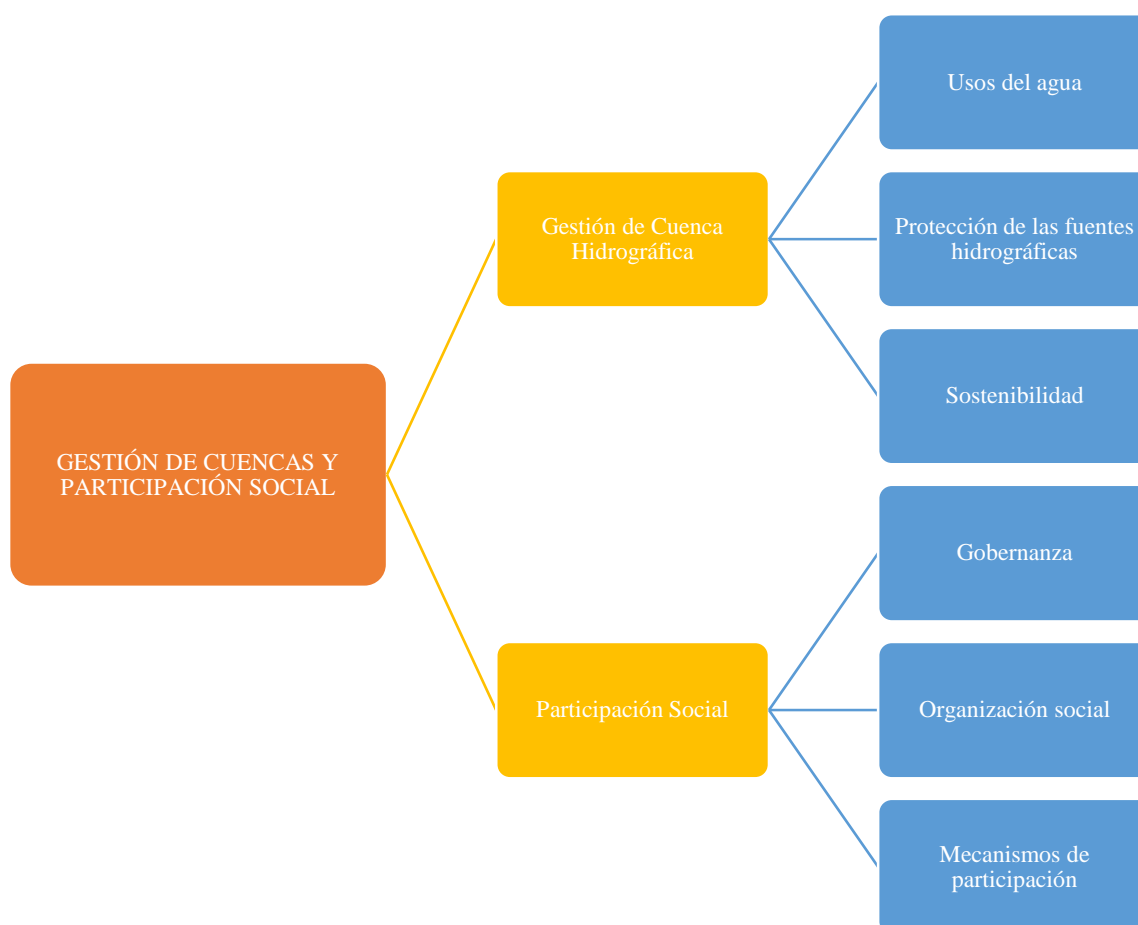 GESTIÓN DE CUENCAS Y
PARTICIPACIÓN SOCIAL
Gestión de Cuenca
Hidrográfica
Usos del agua
Protección de las fuentes
hidrográficas
Sostenibilidad
Participación Social
Gobernanza
Organización social
Mecanismos de
participación